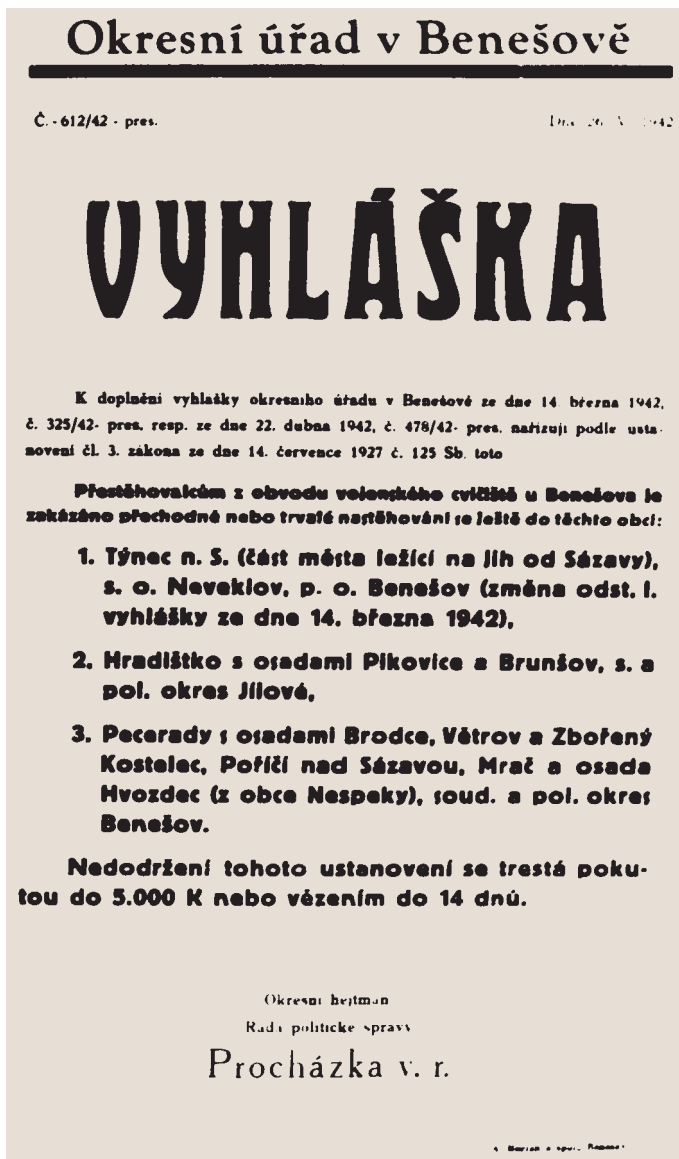 Okresní úřad v Benešově
Č. - 612/42 - pres.
Dne 26. V. 1942
VYHLÁŠKA
K doplnění vyhlášky okresního úřadu v Benešově ze dne 14 března 1942,
č. 325/42- pres, resp. ze dne 22. dubna 1942, č. 478/42- pres. nařizuji podle usta-
novení čl. 3. zákona ze dne 14. července 1927 č. 125 Sb. toto
Přestěhovalcům z obvodu vojenského cvičiště u Benešova je
zakázáno přechodné nebo trvalé nastěhování se ještě do těchto obcí:
1. Týnec n. S. (část města ležící na jih od Sázavy),
s. o. Neveklov, p. o. Benešov (změna odst. I.
vyhlášky ze dne 14. března 1942),
2. Hradištko s osadami Pikovice a Brunšov, s. a
pol. okres Jílové,
3. Pecerady s osadami Brodce, Větrov a Zbořený
Kostelec, Poříčí nad Sázavou, Mrač a osada
Hvozdec (z obce Nespeky), soud. a pol. okres
Benešov.
Nedodržení tohoto ustanovení se trestá poku-
tou do 5.000 K nebo vězením do 14 dnů.
Okresní hejtman
Rada politické správy
Procházka v. r.